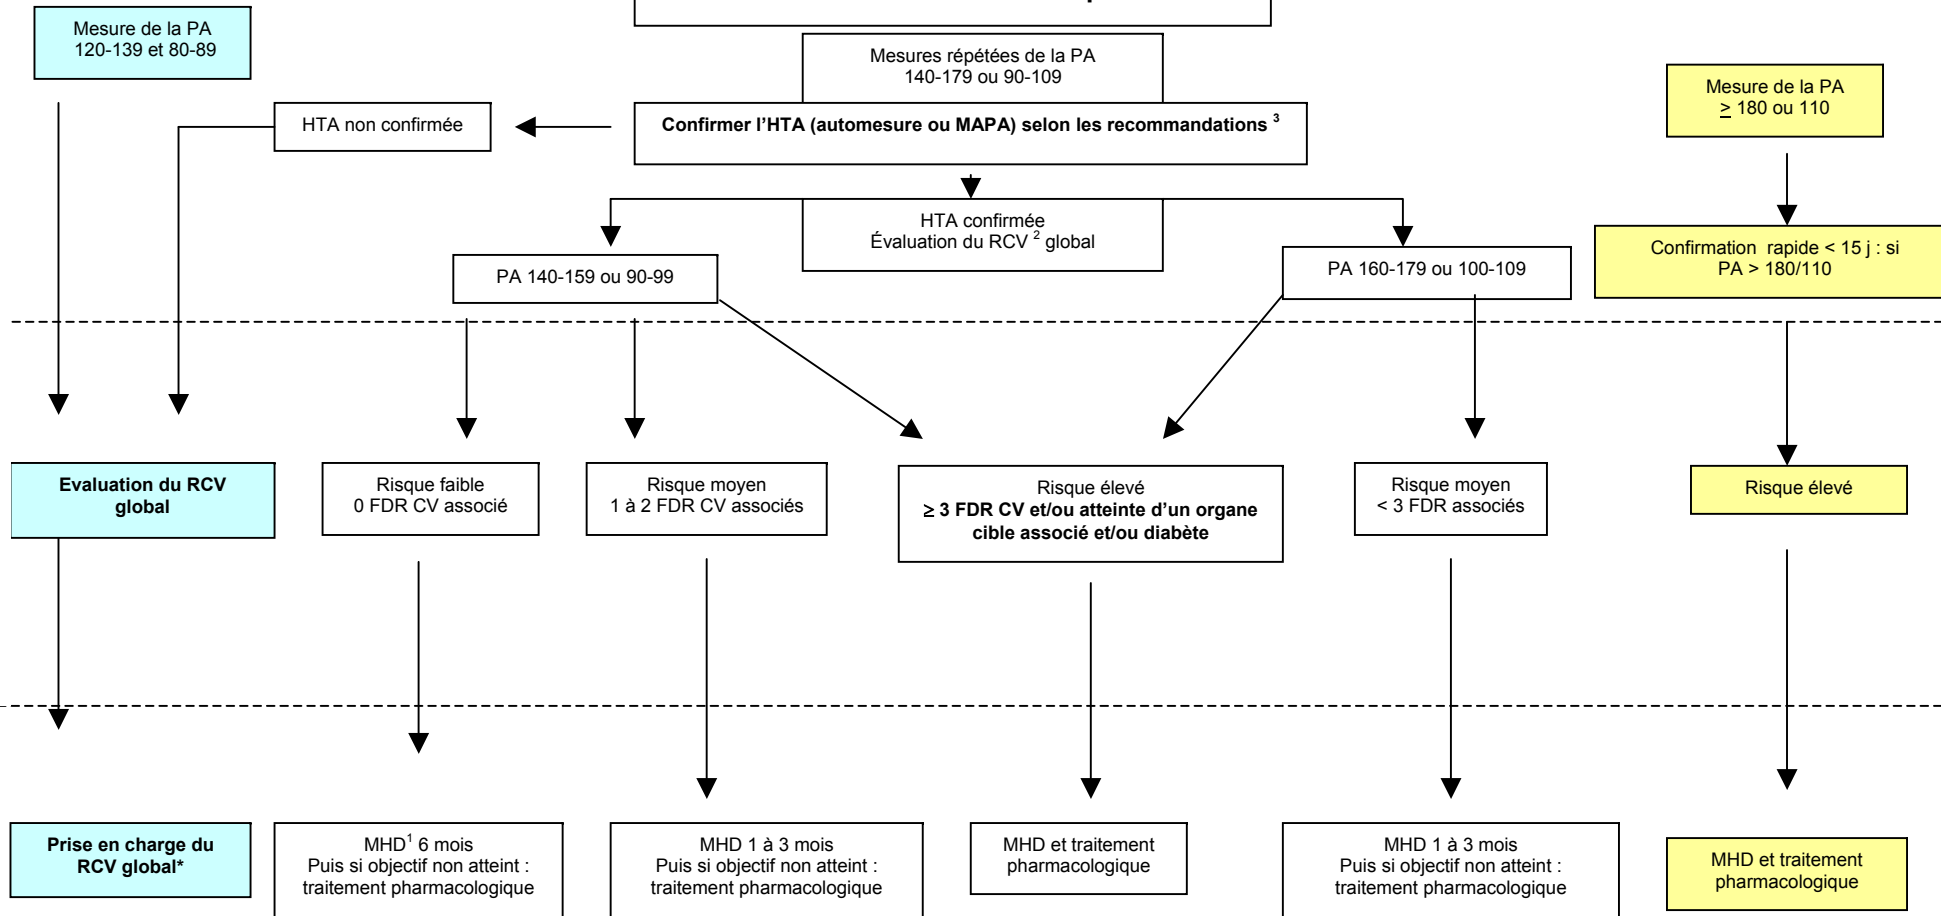 Mesure de la PA
120-139 et 80-89
Mesures répétées de la PA
140-179 ou 90-109
Mesure de la PA
≥ 180 ou 110
HTA non confirmée
Confirmer l'HTA (automesure ou MAPA) selon les recommandations ³
HTA confirmée
Évaluation du RCV ² global
PA 140-159 ou 90-99
PA 160-179 ou 100-109
Confirmation rapide < 15 j : si
PA > 180/110
Evaluation du RCV
global
Risque faible
0 FDR CV associé
Risque moyen
1 à 2 FDR CV associés
Risque élevé
≥ 3 FDR CV et/ou atteinte d'un organe
cible associé et/ou diabète
Risque moyen
< 3 FDR associés
Risque élevé
Prise en charge du
RCV global*
MHD¹ 6 mois
Puis si objectif non atteint :
traitement pharmacologique
MHD 1 à 3 mois
Puis si objectif non atteint :
traitement pharmacologique
MHD et traitement
pharmacologique
MHD 1 à 3 mois
Puis si objectif non atteint :
traitement pharmacologique
MHD et traitement
pharmacologique